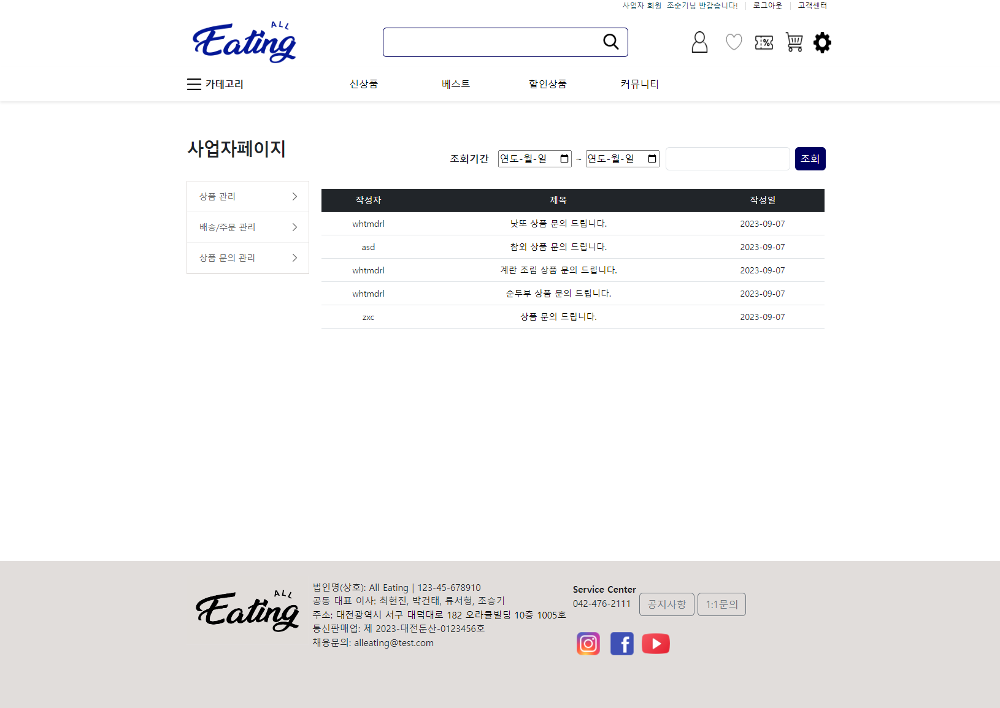 사업자 회원 조순기님 반갑습니다! 로그아웃 고객센터
ALL
Eating
카테고리 신상품 베스트 할인상품 커뮤니티
사업자페이지
조회기간 연도-월-일 ~ 연도-월-일 조회
상품 관리
배송/주문 관리
상품 문의 관리
작성자 제목 작성일
whtmdrl 낫또 상품 문의 드립니다. 2023-09-07
asd 참외 상품 문의 드립니다. 2023-09-07
whtmdrl 계란 조림 상품 문의 드립니다. 2023-09-07
whtmdrl 순두부 상품 문의 드립니다. 2023-09-07
zxc 상품 문의 드립니다. 2023-09-07
ALL
Eating
법인명(상호): All Eating | 123-45-678910
공동 대표 이사: 최현진, 박건태, 류서형, 조승기
주소: 대전광역시 서구 대덕대로 182 오라클빌딩 10층 1005호
통신판매업: 제 2023-대전둔산-0123456호
채용문의: alleating@test.com
Service Center
042-476-2111 공지사항 1:1문의